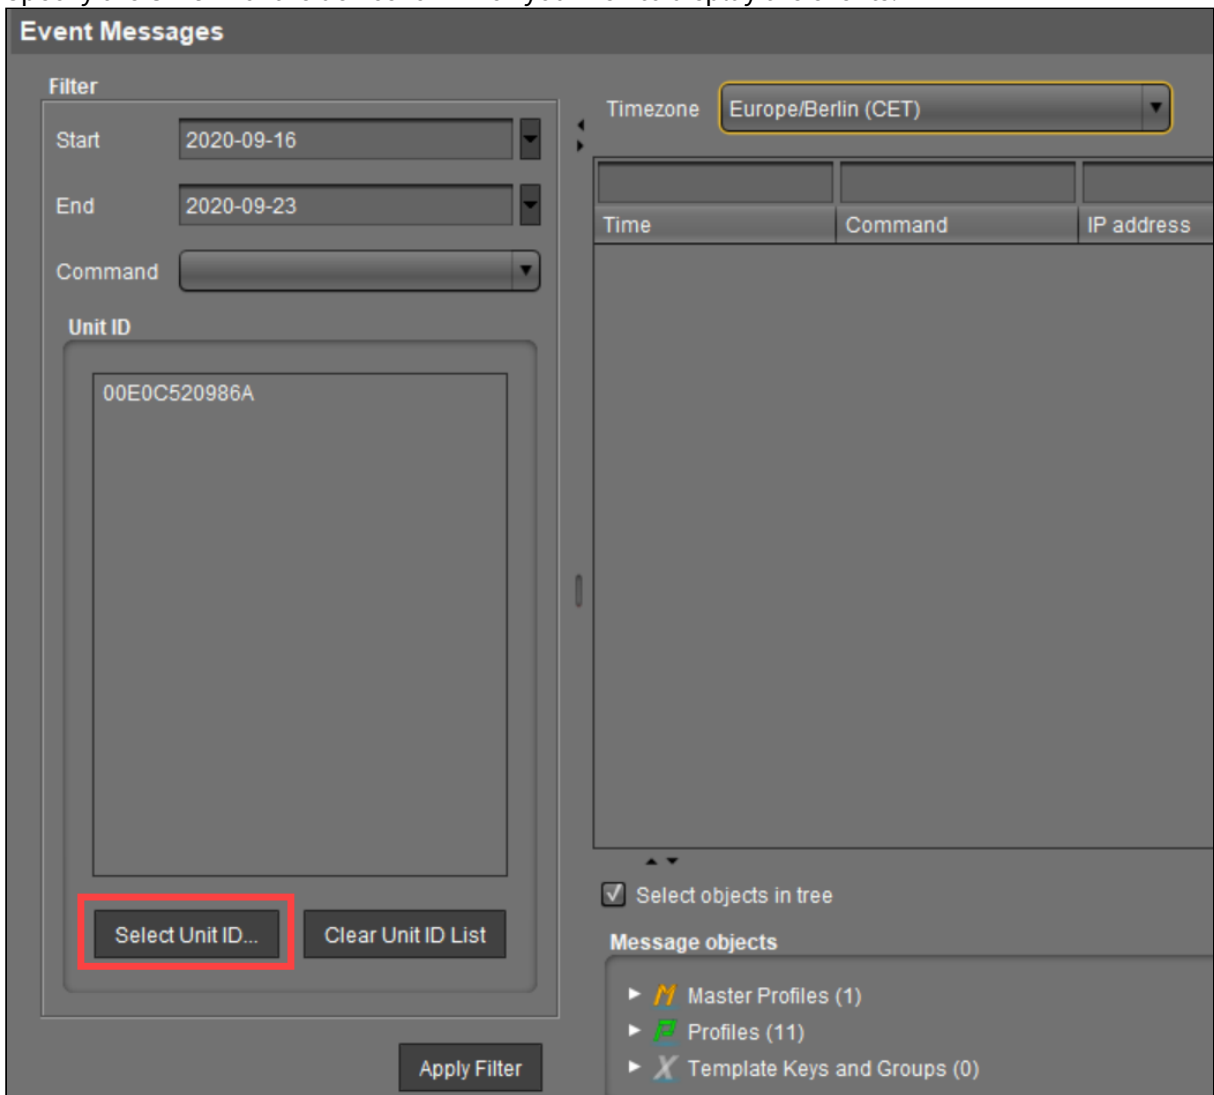 Event Messages
Filter
Start 2020-09-16
End 2020-09-23
Command
Unit ID
00E0C520986A
Select Unit ID...
Clear Unit ID List
Apply Filter
Timezone Europe/Berlin (CET)
Time Command IP address
Select objects in tree
Message objects
Master Profiles (1)
Profiles (11)
Template Keys and Groups (0)